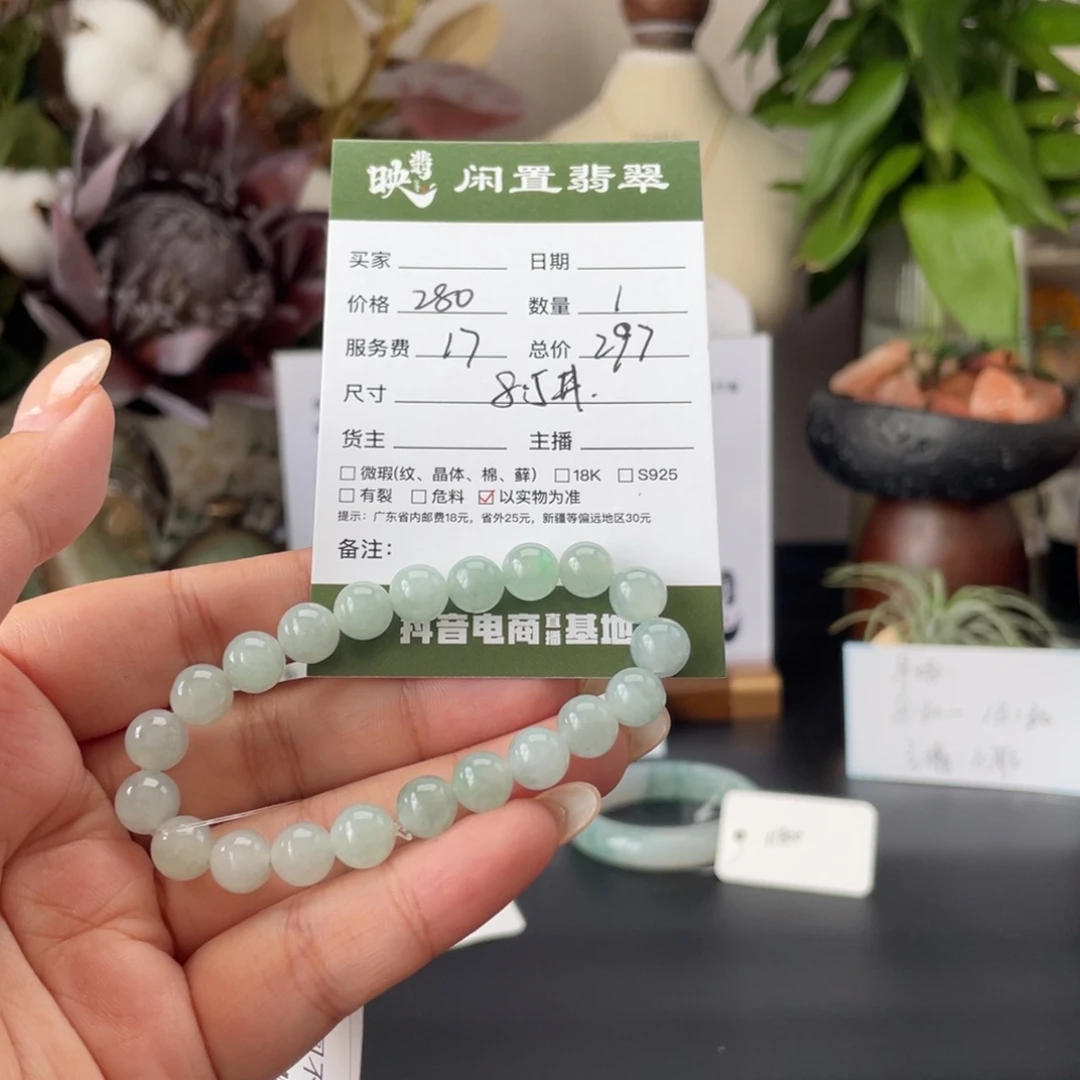 映翡 闲置翡翠
买家 日期
价格 280 数量 1
服务费 17 总价 297
尺寸 8.5
货主 主播
□微瑕(纹、晶体、棉、藓) □18K □S925
□有裂 □危料 ☑以实物为准
提示：广东省内邮费18元，省外25元，新疆等偏远地区30元
备注：
抖音电商直播基地